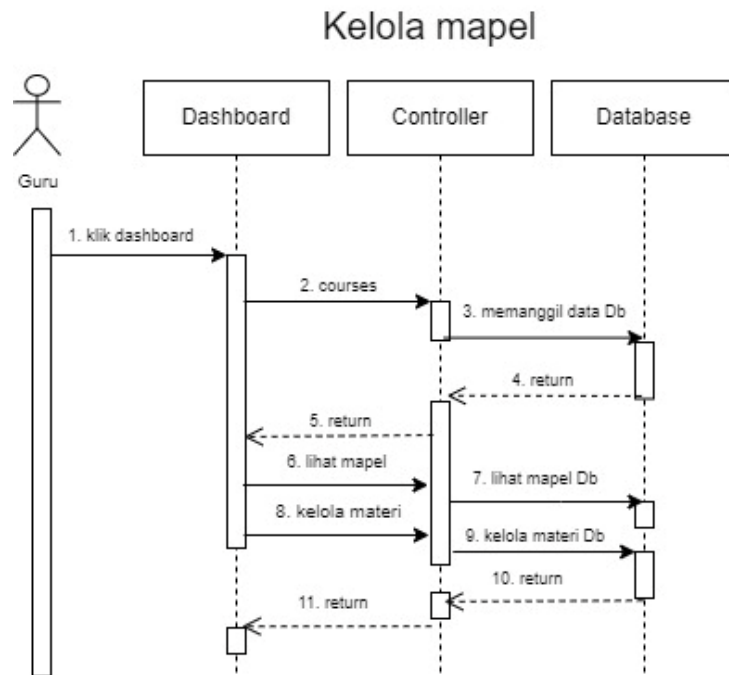 Kelola mapel
Dashboard
Controller
Database
Guru
1. klik dashboard
2. courses
3. memanggil data Db
4. return
5. return
6. lihat mapel
7. lihat mapel Db
8. kelola materi
9. kelola materi Db
10. return
11. return